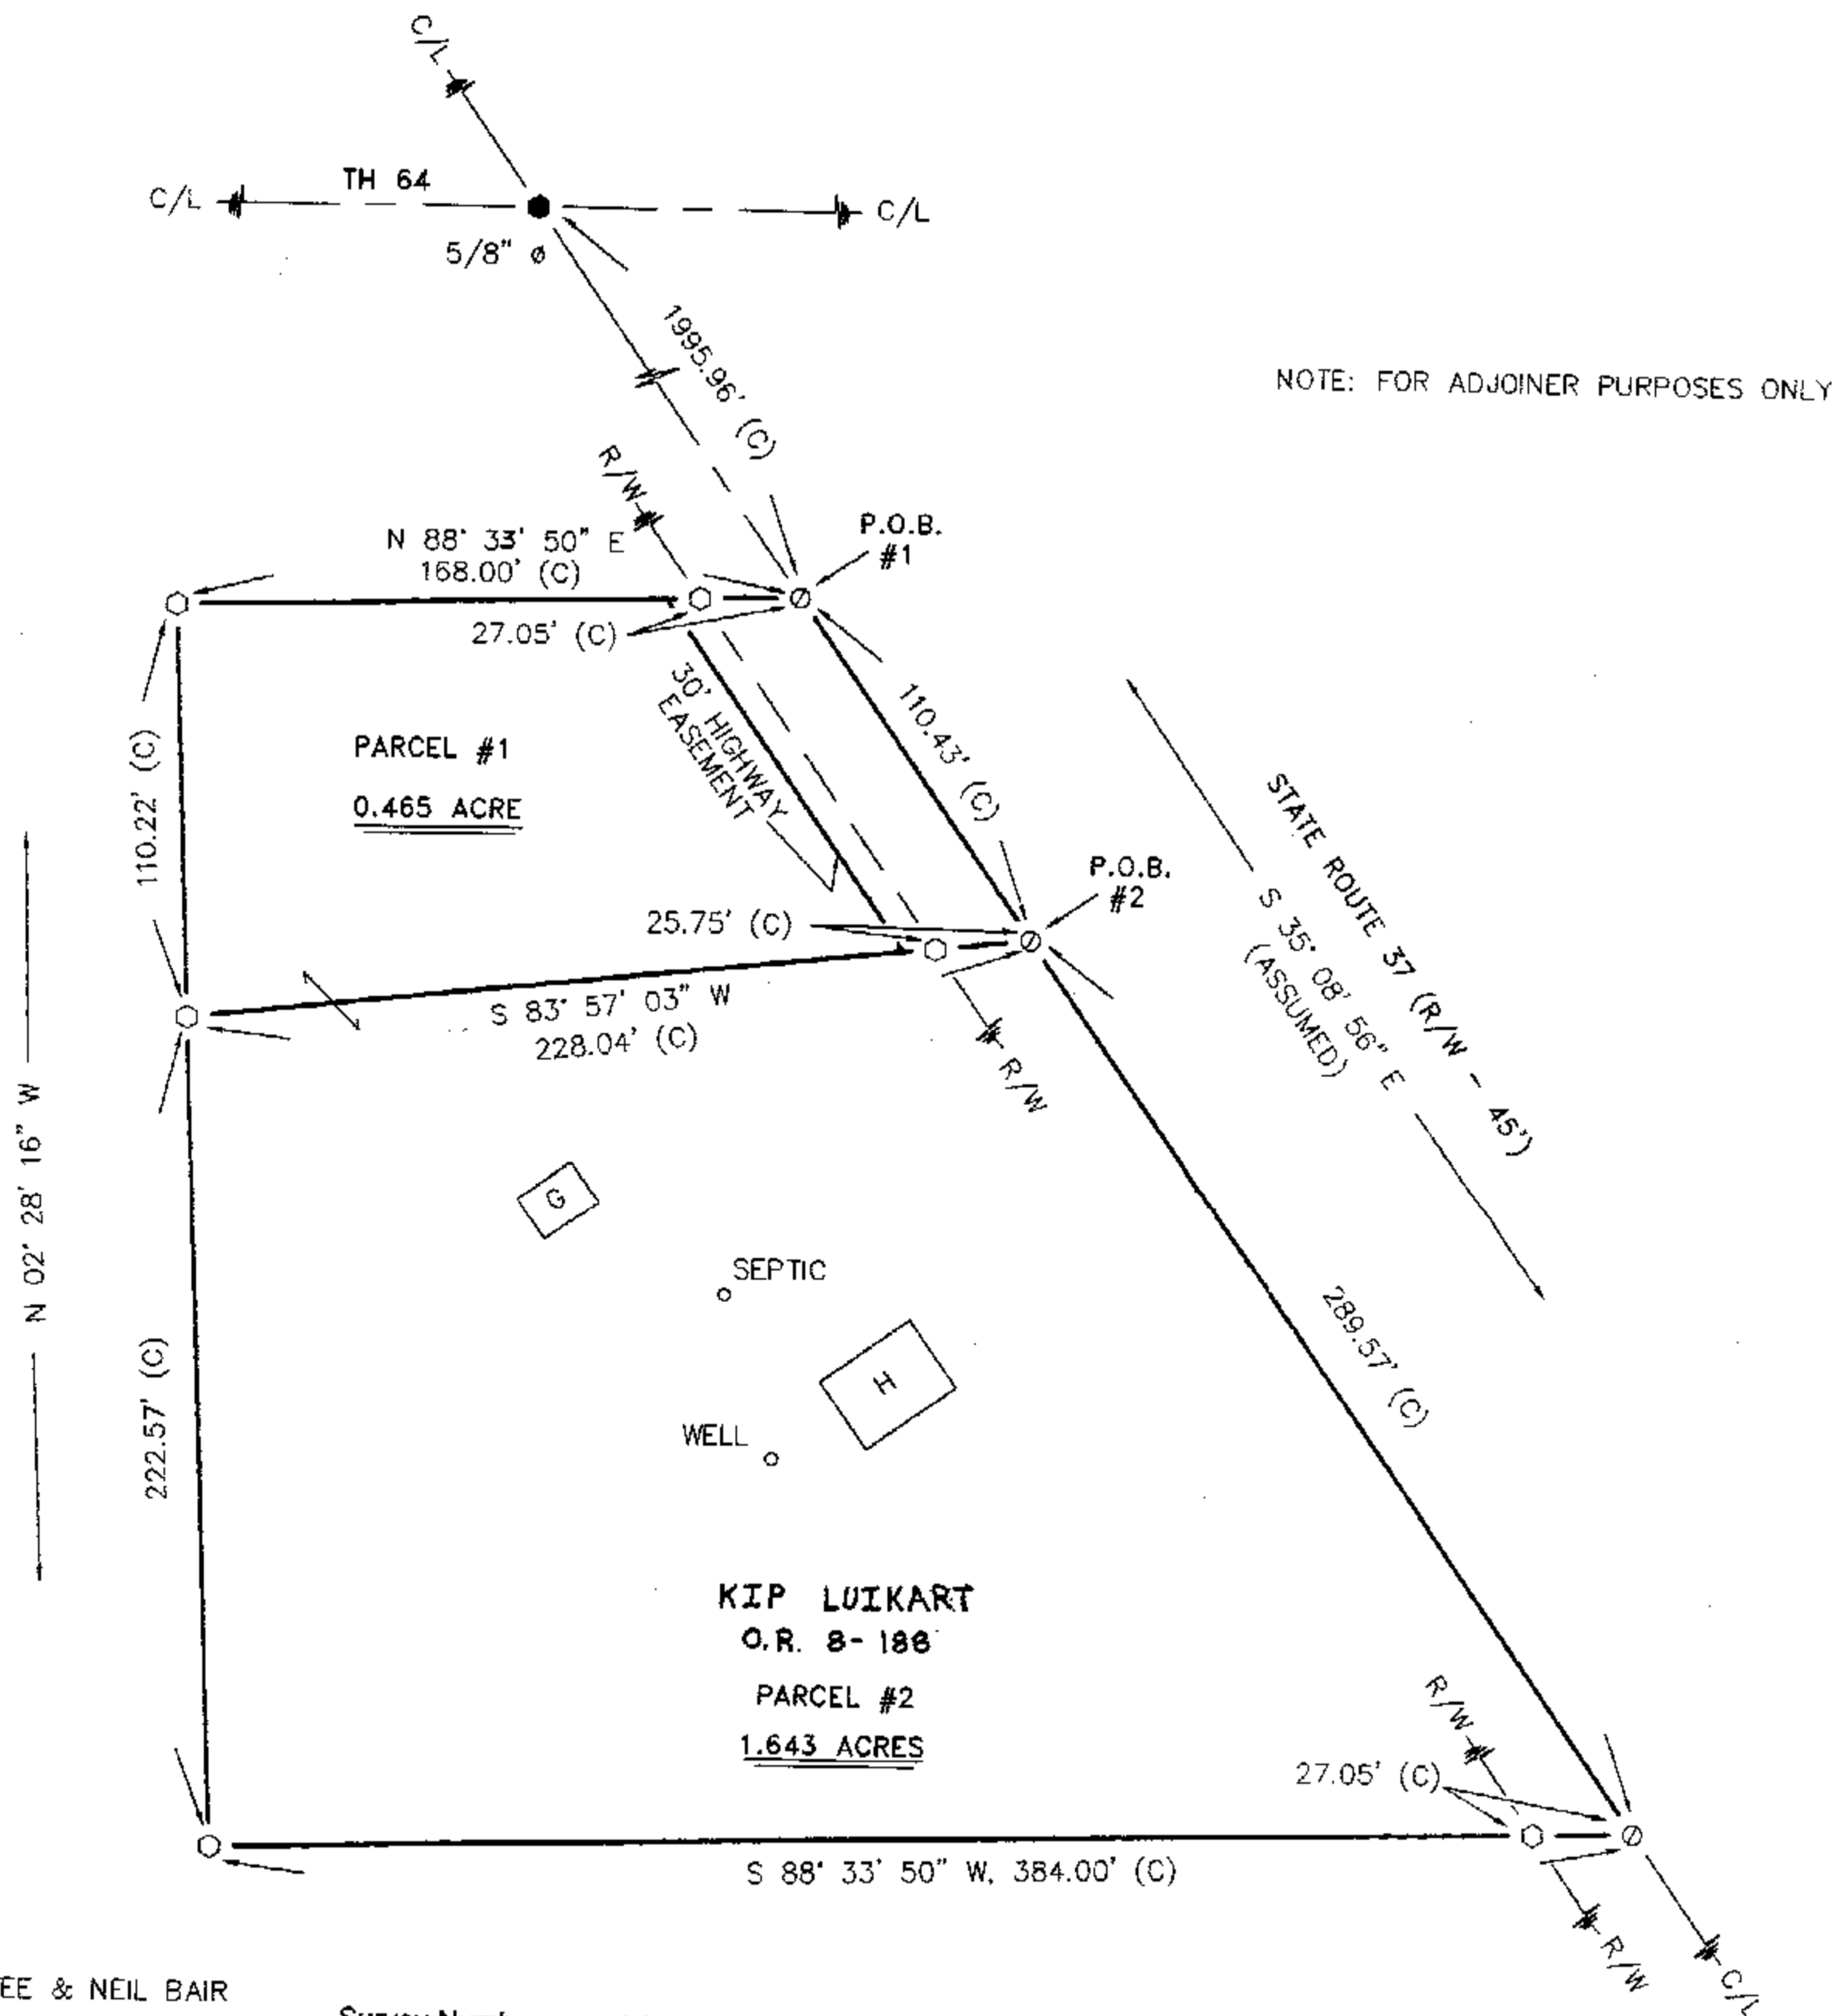 C/L
C/L
TH 64
C/L
5/8" ø
1995.96' (C)
NOTE: FOR ADJOINER PURPOSES ONLY
R/W
N 88° 33' 50" E
168.00' (C)
P.O.B.
#1
27.05' (C)
30' HIGHWAY
EASEMENT
110.43' (C)
110.22' (C)
PARCEL #1
0.465 ACRE
STATE ROUTE 37 (R/W - 45')
S 35° 08' 56" E
(ASSUMED)
P.O.B.
#2
25.75' (C)
S 83° 57' 03" W
228.04' (C)
R/W
N 02° 28' 16" W
G
SEPTIC
H
WELL
289.57' (C)
222.57' (C)
KIP LUIKART
O.R. 8-188
PARCEL #2
1.643 ACRES
R/W
27.05' (C)
S 88° 33' 50" W, 384.00' (C)
R/W
C/L
EE & NEIL BAIR